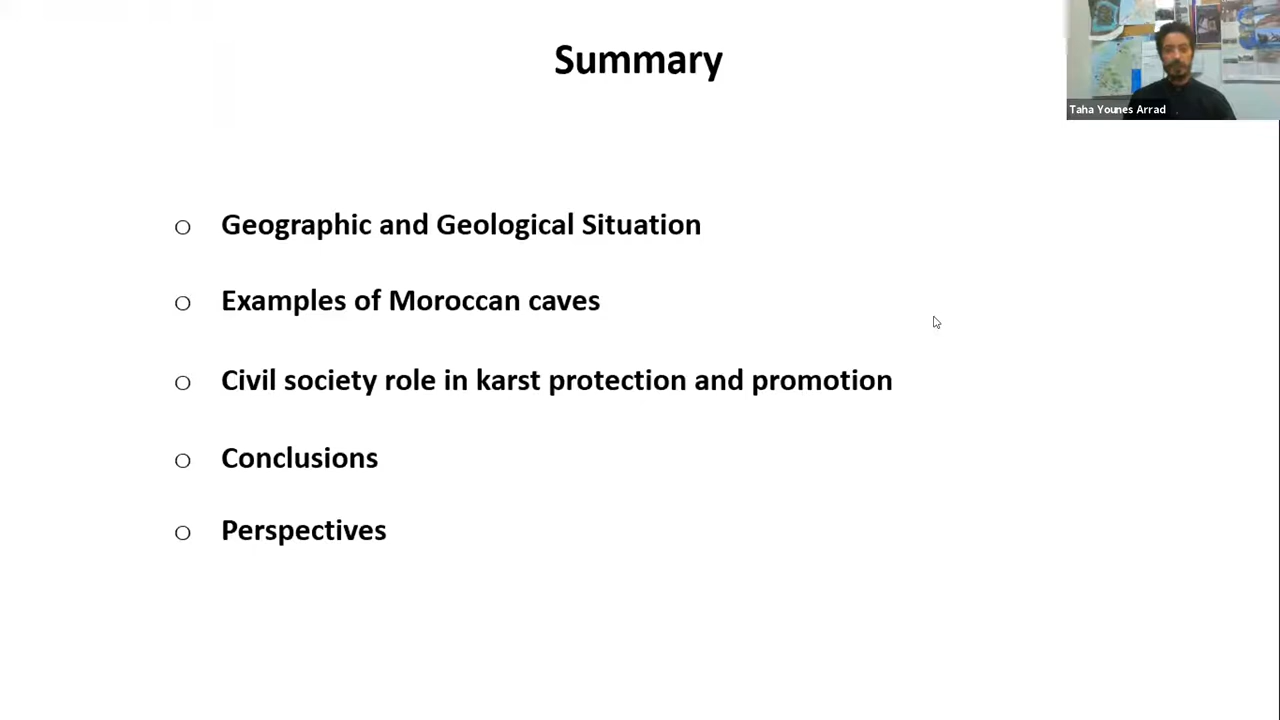 Summary
Taha Younes Arrad
Geographic and Geological Situation
Examples of Moroccan caves
Civil society role in karst protection and promotion
Conclusions
Perspectives